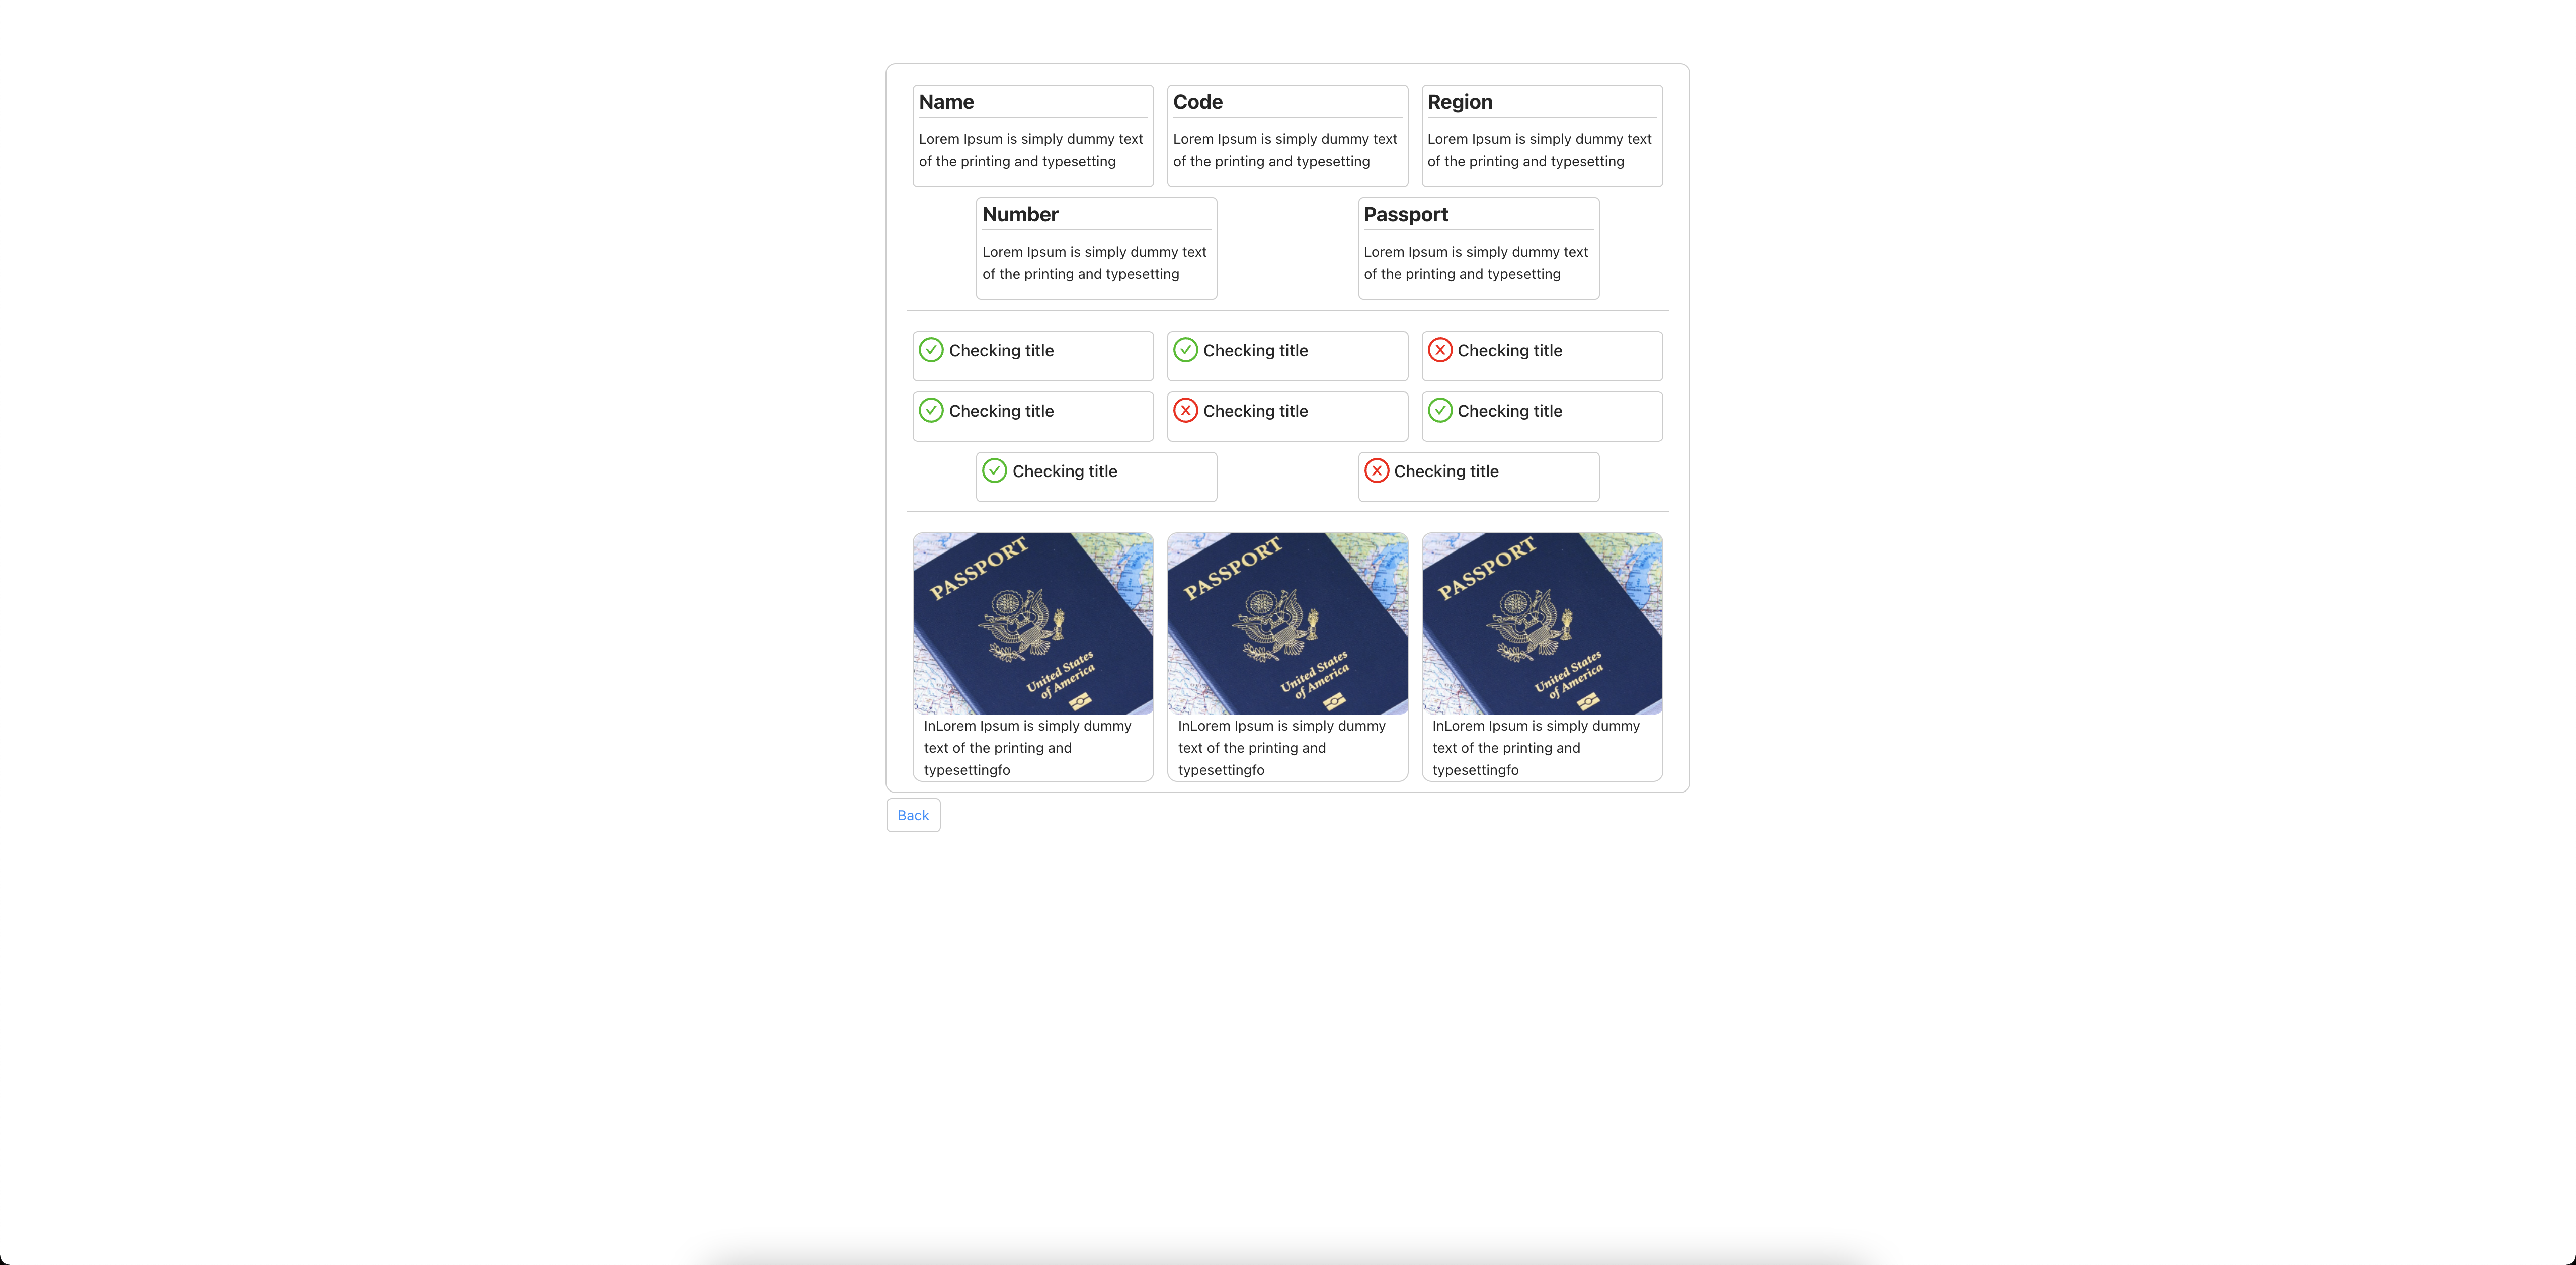 Name
Lorem Ipsum is simply dummy text
of the printing and typesetting
Code
Lorem Ipsum is simply dummy text
of the printing and typesetting
Region
Lorem Ipsum is simply dummy text
of the printing and typesetting
Number
Lorem Ipsum is simply dummy text
of the printing and typesetting
Passport
Lorem Ipsum is simply dummy text
of the printing and typesetting
Checking title
Checking title
Checking title
Checking title
Checking title
Checking title
Checking title
Checking title
PASSPORT
United States
of America
InLorem Ipsum is simply dummy
text of the printing and
typesettingfo
PASSPORT
United States
of America
InLorem Ipsum is simply dummy
text of the printing and
typesettingfo
PASSPORT
United States
of America
InLorem Ipsum is simply dummy
text of the printing and
typesettingfo
Back